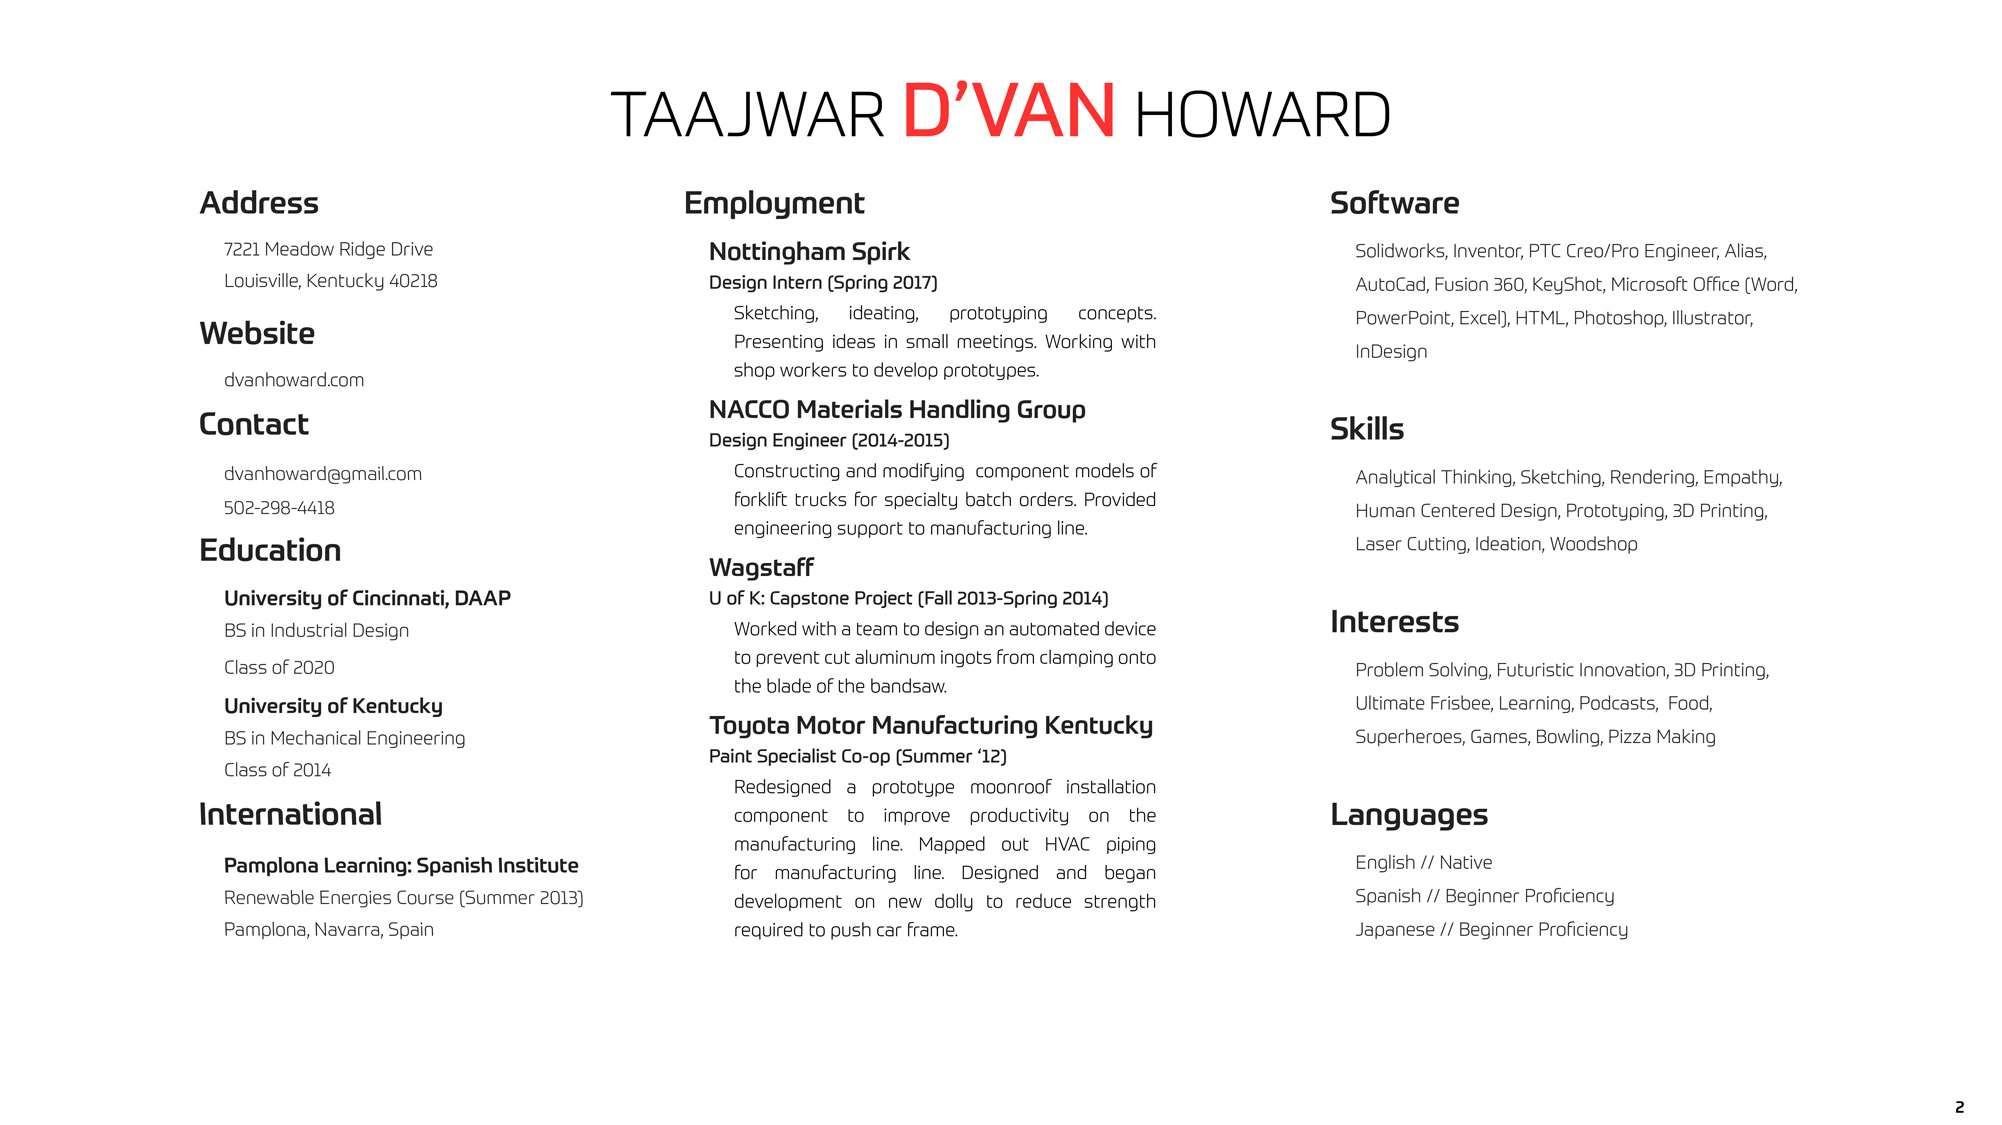 TAAJWAR D’VAN HOWARD
Address
7221 Meadow Ridge Drive
Louisville, Kentucky 40218
Website
dvanhoward.com
Contact
dvanhoward@gmail.com
502-298-4418
Education
University of Cincinnati, DAAP
BS in Industrial Design
Class of 2020
University of Kentucky
BS in Mechanical Engineering
Class of 2014
International
Pamplona Learning: Spanish Institute
Renewable Energies Course (Summer 2013)
Pamplona, Navarra, Spain
Employment
Nottingham Spirk
Design Intern (Spring 2017)
Sketching, ideating, prototyping concepts.
Presenting ideas in small meetings. Working with
shop workers to develop prototypes.
NACCO Materials Handling Group
Design Engineer (2014-2015)
Constructing and modifying component models of
forklift trucks for specialty batch orders. Provided
engineering support to manufacturing line.
Wagstaff
U of K: Capstone Project (Fall 2013-Spring 2014)
Worked with a team to design an automated device
to prevent cut aluminum ingots from clamping onto
the blade of the bandsaw.
Toyota Motor Manufacturing Kentucky
Paint Specialist Co-op (Summer ‘12)
Redesigned a prototype moonroof installation
component to improve productivity on the
manufacturing line. Mapped out HVAC piping
for manufacturing line. Designed and began
development on new dolly to reduce strength
required to push car frame.
Software
Solidworks, Inventor, PTC Creo/Pro Engineer, Alias,
AutoCad, Fusion 360, KeyShot, Microsoft Office (Word,
PowerPoint, Excel), HTML, Photoshop, Illustrator,
InDesign
Skills
Analytical Thinking, Sketching, Rendering, Empathy,
Human Centered Design, Prototyping, 3D Printing,
Laser Cutting, Ideation, Woodshop
Interests
Problem Solving, Futuristic Innovation, 3D Printing,
Ultimate Frisbee, Learning, Podcasts, Food,
Superheroes, Games, Bowling, Pizza Making
Languages
English // Native
Spanish // Beginner Proficiency
Japanese // Beginner Proficiency
2